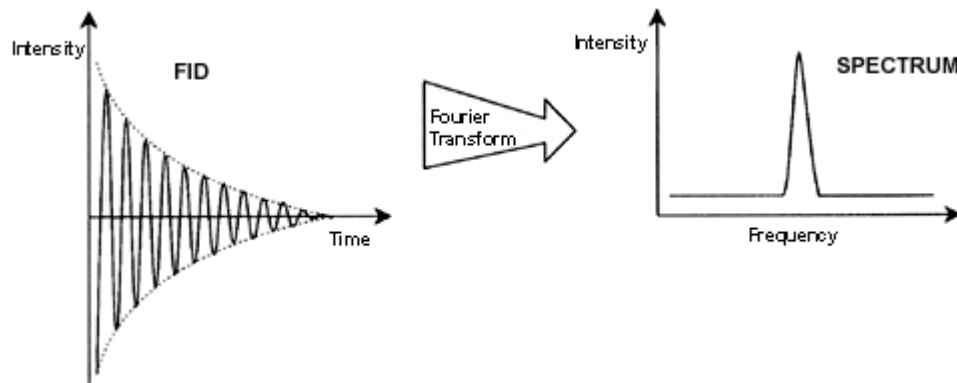 Intensity
FID
Time
Fourier
Transform
Intensity
SPECTRUM
Frequency